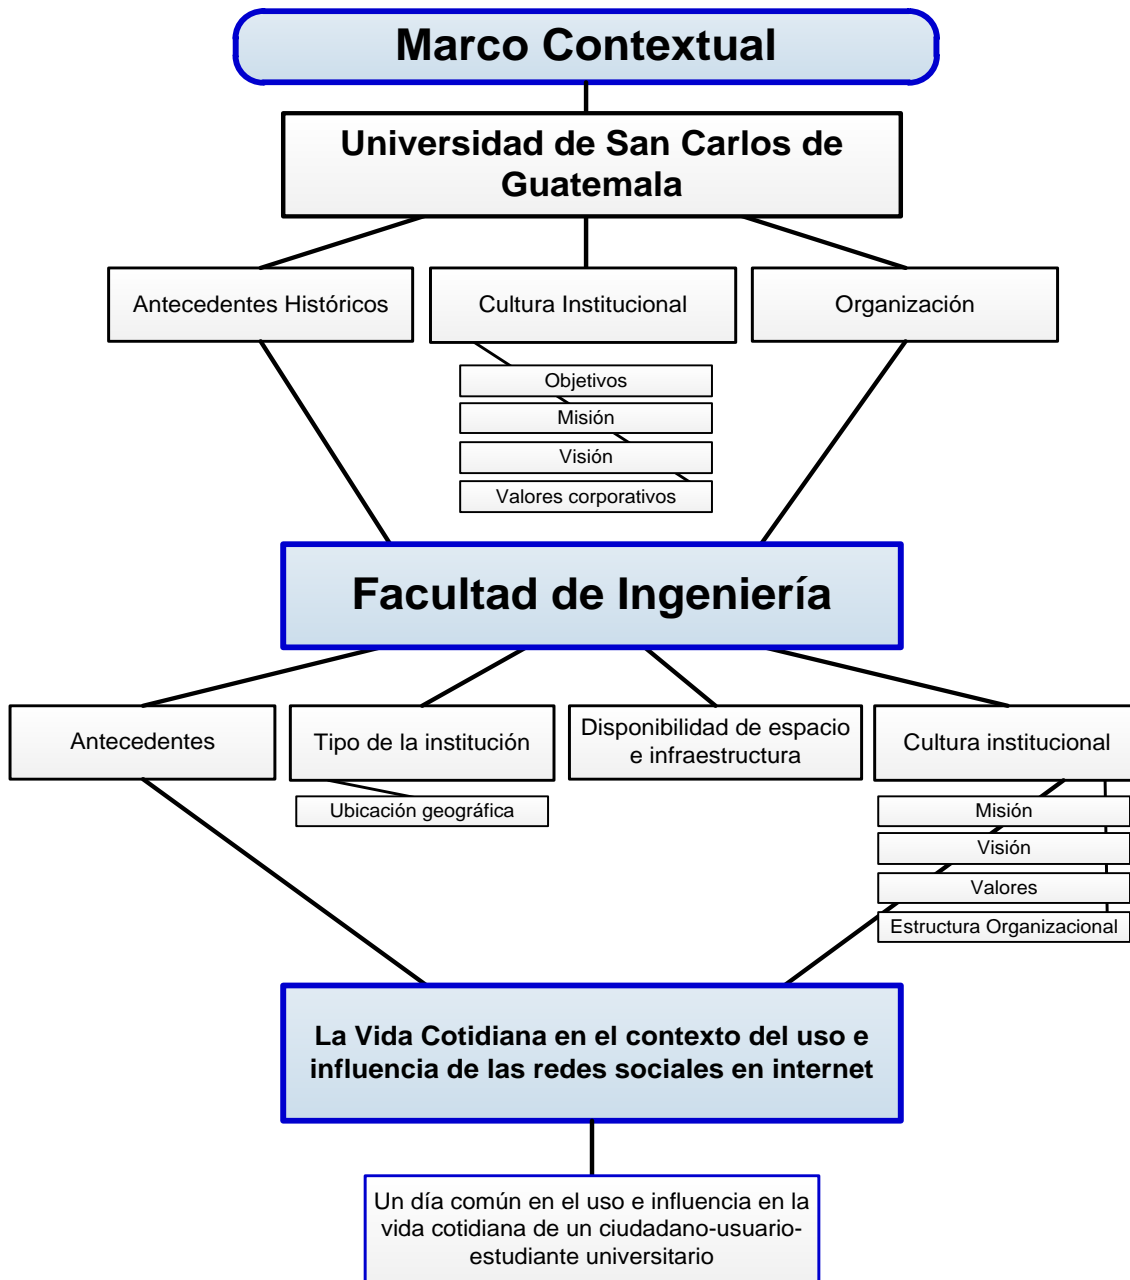 Marco Contextual
Universidad de San Carlos de
Guatemala
Antecedentes Históricos
Cultura Institucional
Organización
Objetivos
Misión
Visión
Valores corporativos
Facultad de Ingeniería
Antecedentes
Tipo de la institución
Disponibilidad de espacio
e infraestructura
Cultura institucional
Ubicación geográfica
Misión
Visión
Valores
Estructura Organizacional
La Vida Cotidiana en el contexto del uso e
influencia de las redes sociales en internet
Un día común en el uso e influencia en la
vida cotidiana de un ciudadano-usuario-
estudiante universitario